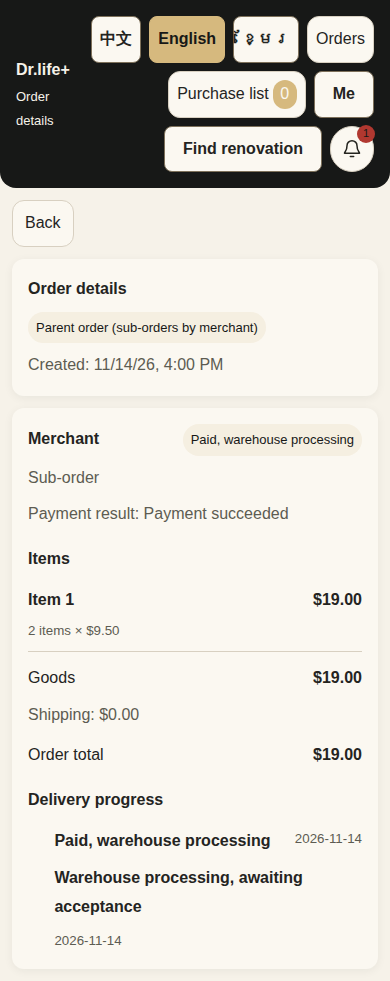 中文
English
ខ្មែរ
Orders
Dr.life+
Order
details
Purchase list 0
Me
Find renovation
1
Back
Order details
Parent order (sub-orders by merchant)
Created: 11/14/26, 4:00 PM
Merchant
Paid, warehouse processing
Sub-order
Payment result: Payment succeeded
Items
Item 1 $19.00
2 items × $9.50
Goods $19.00
Shipping: $0.00
Order total $19.00
Delivery progress
Paid, warehouse processing 2026-11-14
Warehouse processing, awaiting
acceptance
2026-11-14